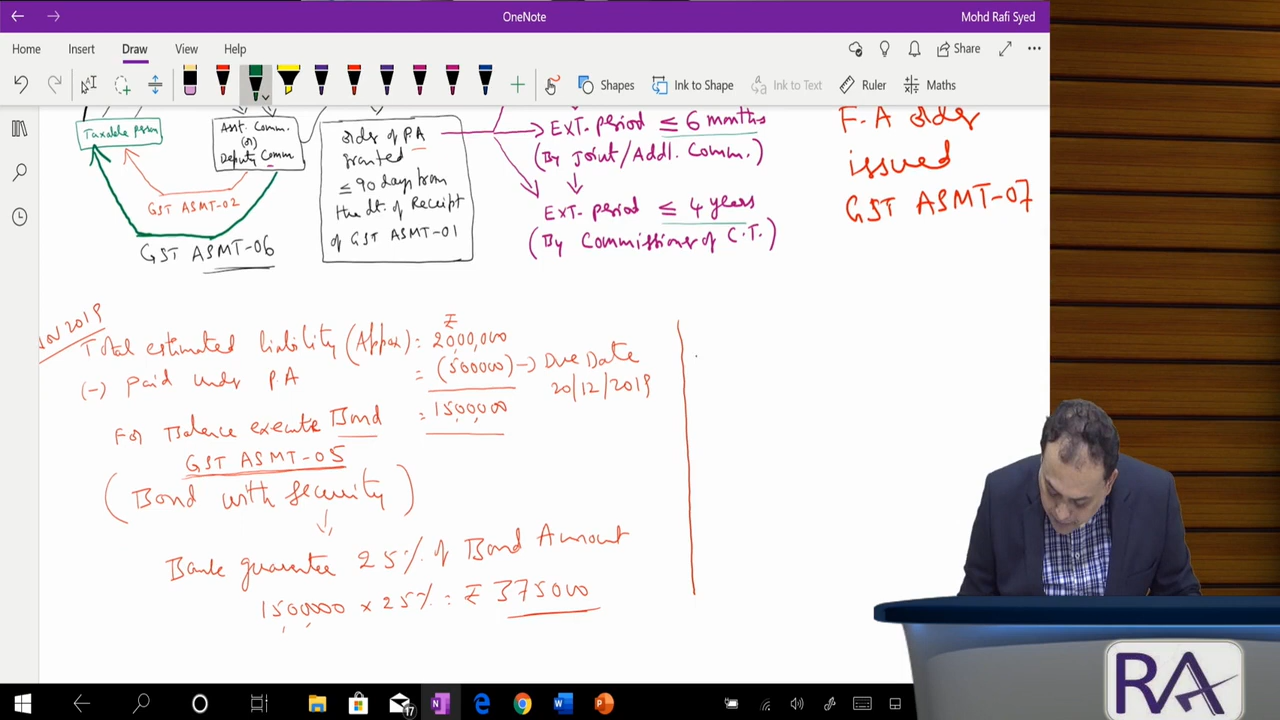 OneNote
Mohd Rafi Syed
Home Insert Draw View Help
Share
Shapes
Ink to Shape
Ink to Text
Ruler
Maths
Taxable person
Asst. Comm.
(or)
Deputy Comm
order of PA
granted
≤ 90 days from
the dt. of Receipt
of GST ASMT-01
GST ASMT-02
GST ASMT-06
EXT. period ≤ 6 months
(By Joint/Addl. Comm.)
EXT. period ≤ 4 years
(By Commissioner of C.T.)
F.A order
issued
GST ASMT-07
2019
₹
Total estimated liability (Approx) = 2000,000
(-) paid under P.A = (500000) → Due Date
20/12/2019
For Balance execute Bond = 1500000
GST ASMT-05
(Bond with security)
Bank guarantee 25% of Bond Amount
1500000 × 25% = ₹ 375000
17
RA